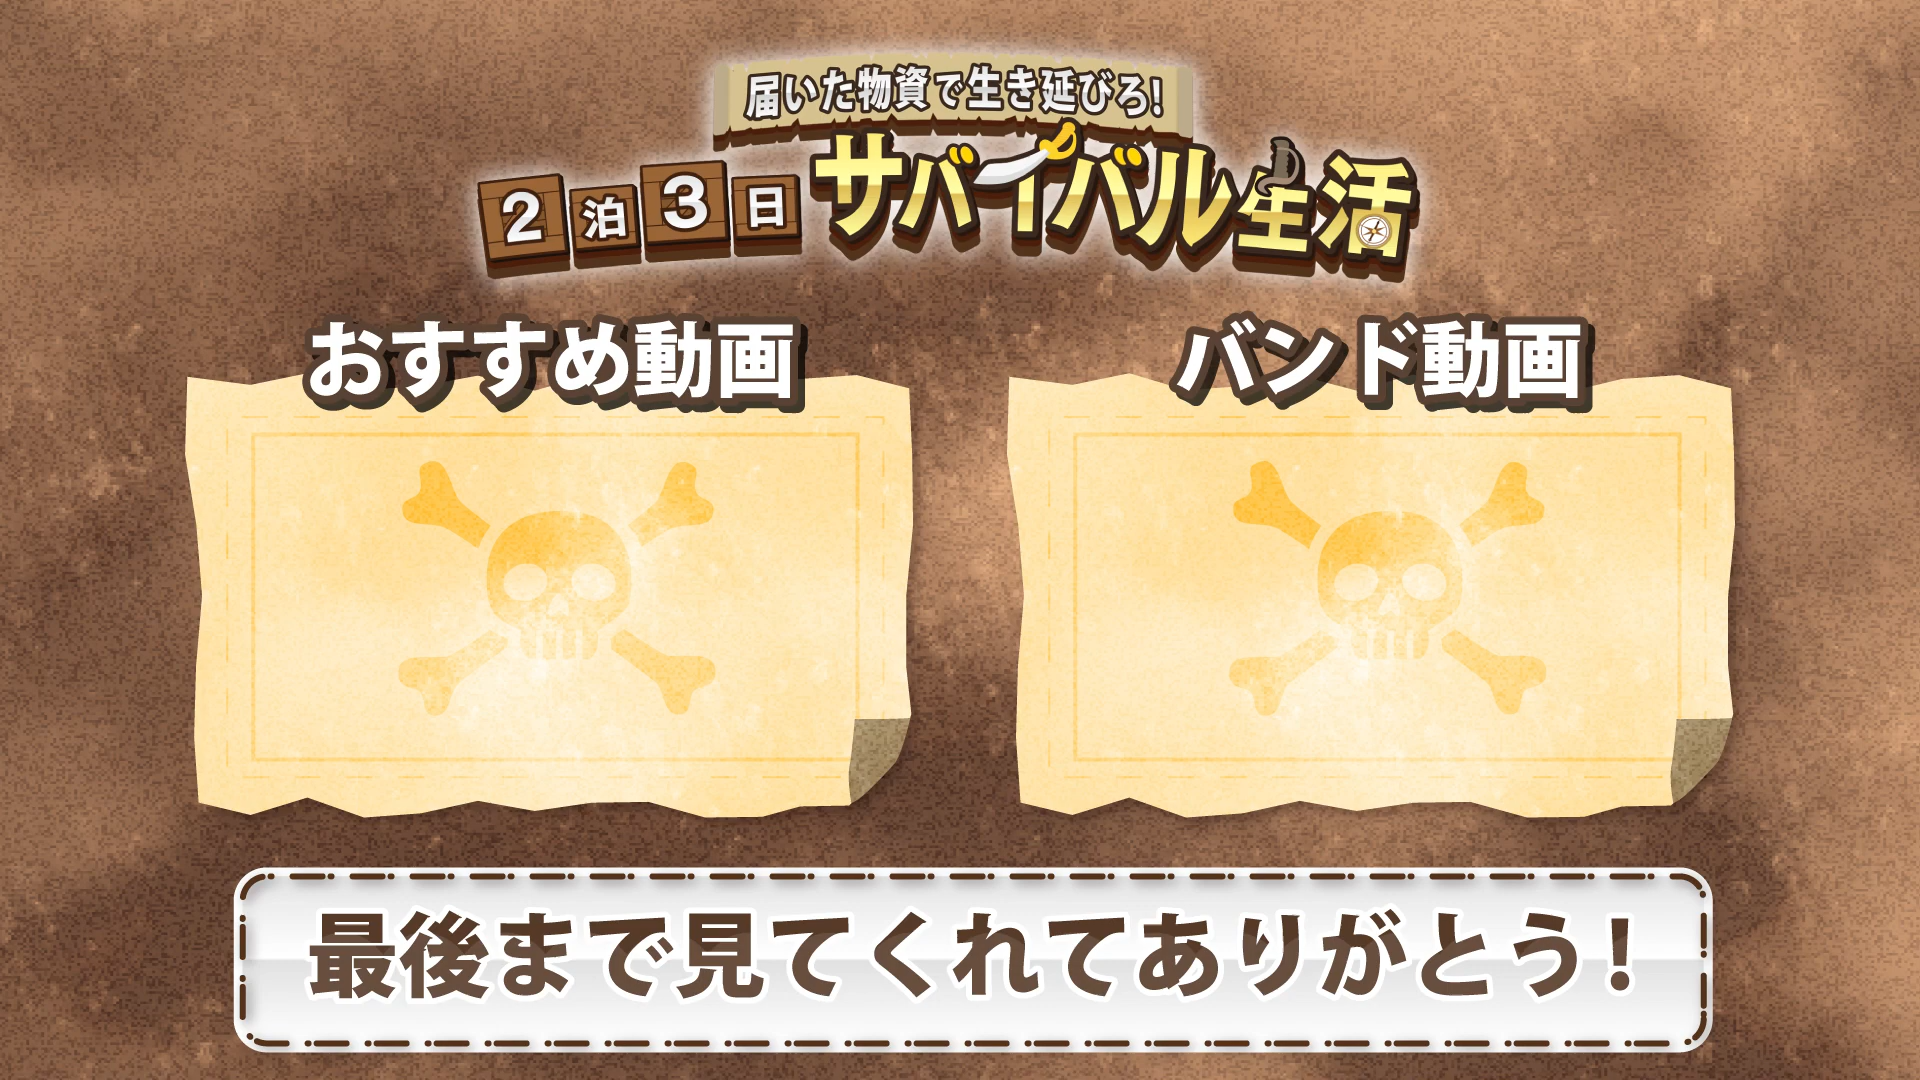 届いた物資で生き延びろ!
2泊3日サバイバル生活
おすすめ動画
バンド動画
最後まで見てくれてありがとう!